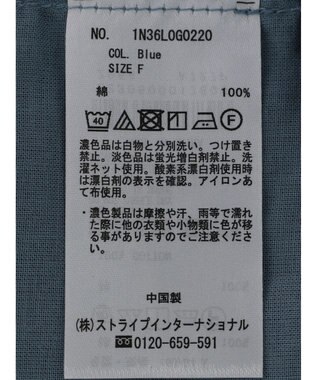 NO. 1N36L0G0220
COL. Blue
SIZE F
綿 100%
40
F
濃色品は白物と分別洗い。つけ置き
禁止。淡色品は蛍光増白剤禁止。洗
濯ネット使用。酸素系漂白剤使用時
は漂白剤の表示を確認。アイロンあ
て布使用。
・濃色製品は摩擦や汗、雨等で濡れ
た際に他の衣類や小物類に色が移
る事がありますのでご注意くださ
い。
中国製
(株)ストライプインターナショナル
0120-659-591